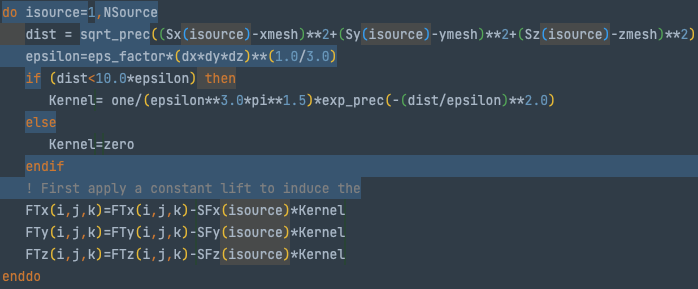 do isource=1,NSource
   dist = sqrt_prec((Sx(isource)-xmesh)**2+(Sy(isource)-ymesh)**2+(Sz(isource)-zmesh)**2)
   epsilon=eps_factor*(dx*dy*dz)**(1.0/3.0)
   if (dist<10.0*epsilon) then
      Kernel= one/(epsilon**3.0*pi**1.5)*exp_prec(-(dist/epsilon)**2.0)
   else
      Kernel=zero
   endif
   ! First apply a constant lift to induce the
   FTx(i,j,k)=FTx(i,j,k)-SFx(isource)*Kernel
   FTy(i,j,k)=FTy(i,j,k)-SFy(isource)*Kernel
   FTz(i,j,k)=FTz(i,j,k)-SFz(isource)*Kernel
enddo